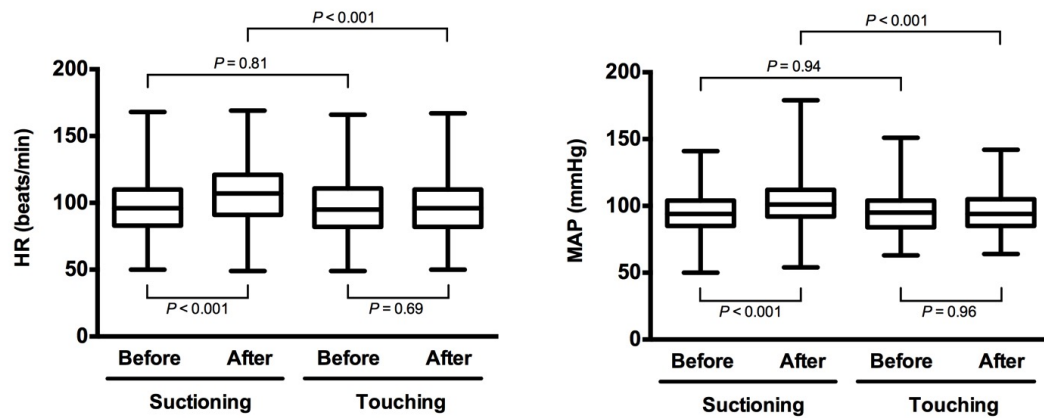 P < 0.001
P = 0.81
HR (beats/min)
200
150
100
50
0
P < 0.001
P = 0.69
Before After Before After
Suctioning Touching
P < 0.001
P = 0.94
MAP (mmHg)
200
150
100
50
0
P < 0.001
P = 0.96
Before After Before After
Suctioning Touching